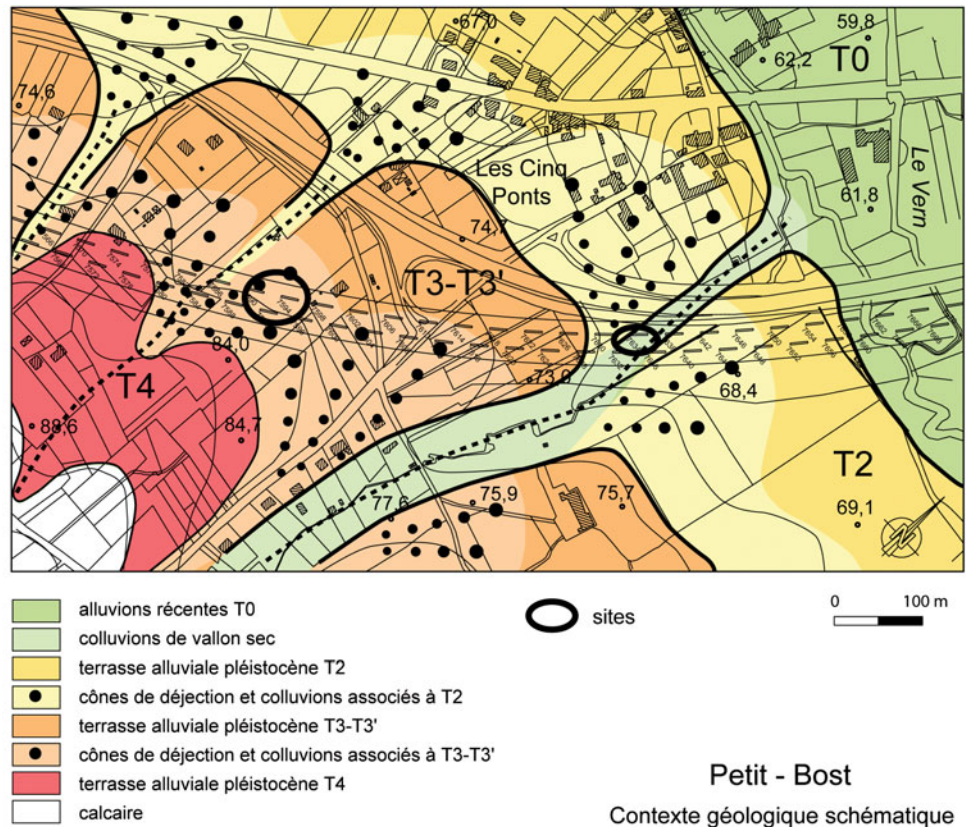 67,0
59,8
62,2
T0
74,6
Les Cinq
Ponts
Le Vern
61,8
74,7
T3-T3'
84,0
T4
73,9
68,4
88,6
84,7
T2
77,6
75,9
75,7
69,1
N
alluvions récentes T0
colluvions de vallon sec
terrasse alluviale pléistocène T2
cônes de déjection et colluvions associés à T2
terrasse alluviale pléistocène T3-T3'
cônes de déjection et colluvions associés à T3-T3'
terrasse alluviale pléistocène T4
calcaire
sites
0 100 m
Petit - Bost
Contexte géologique schématique